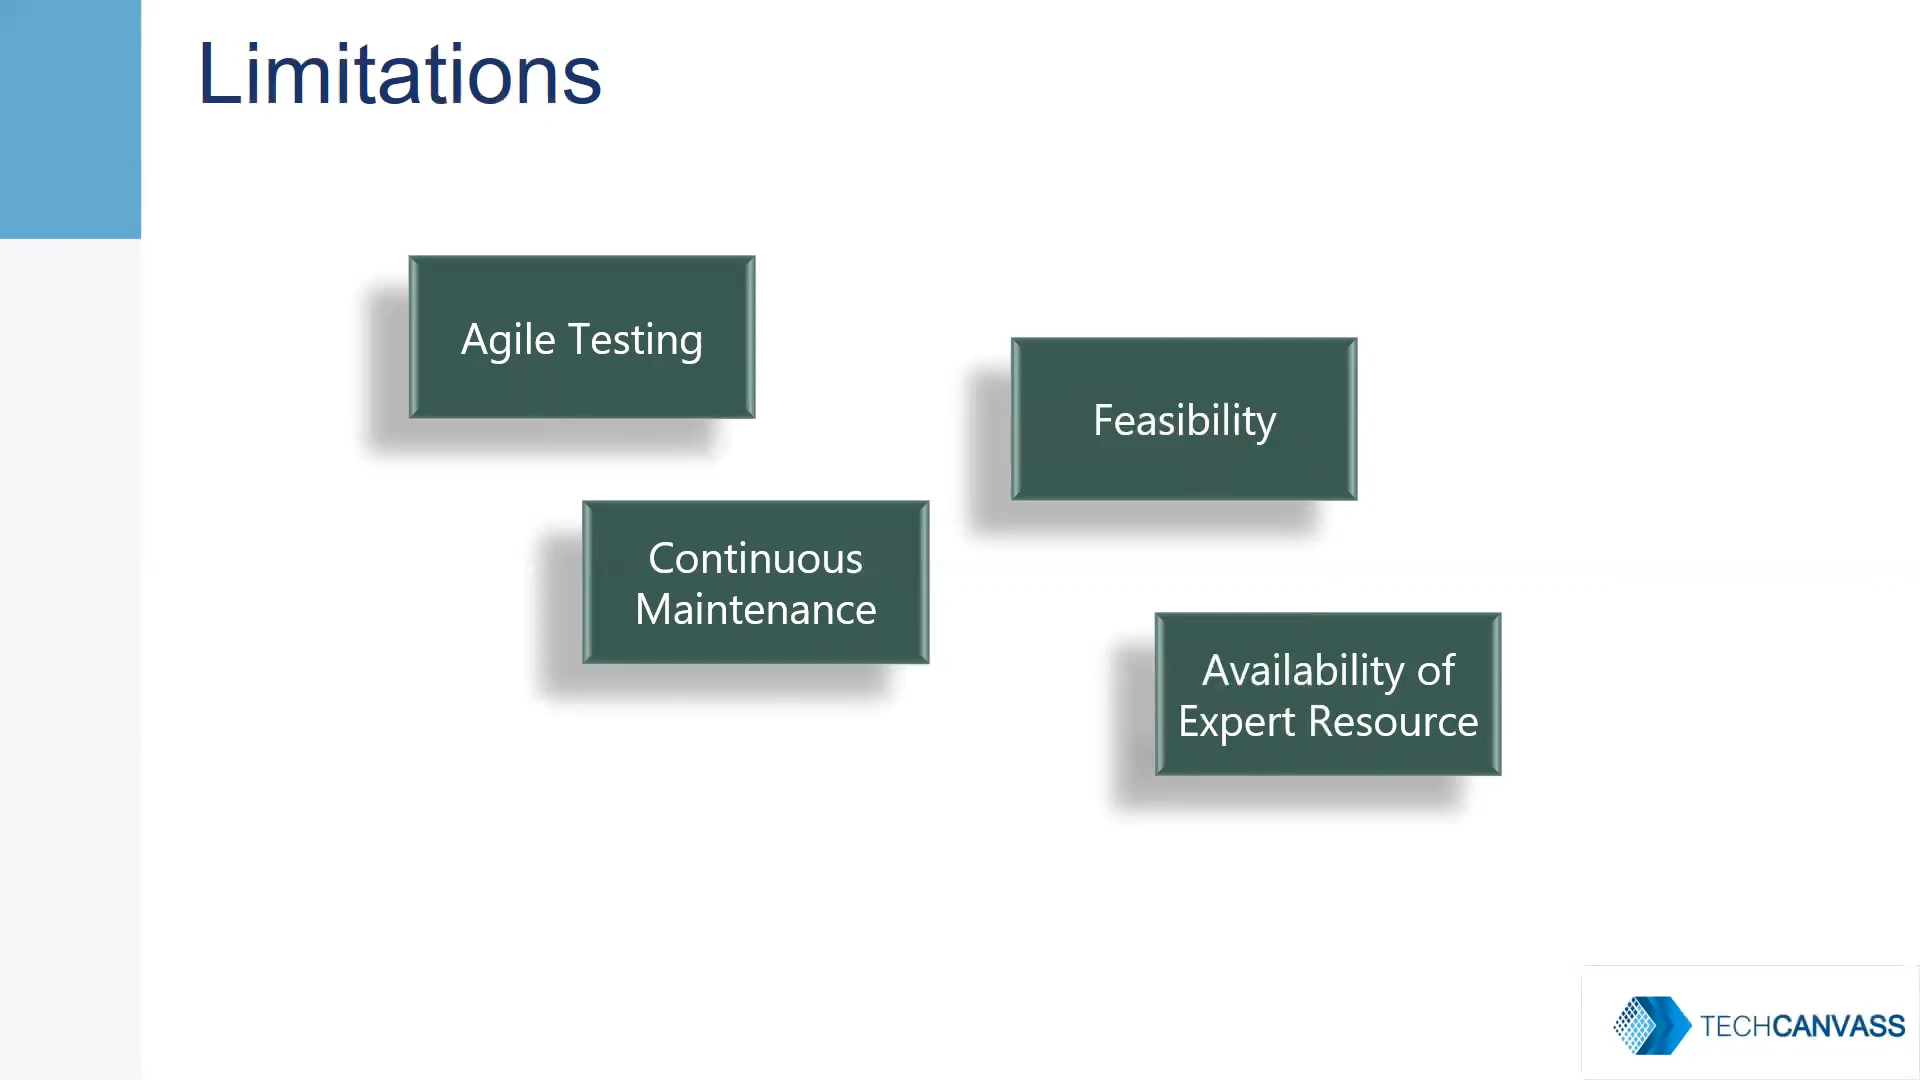 Limitations
Agile Testing
Feasibility
Continuous
Maintenance
Availability of
Expert Resource
TECHCANVASS